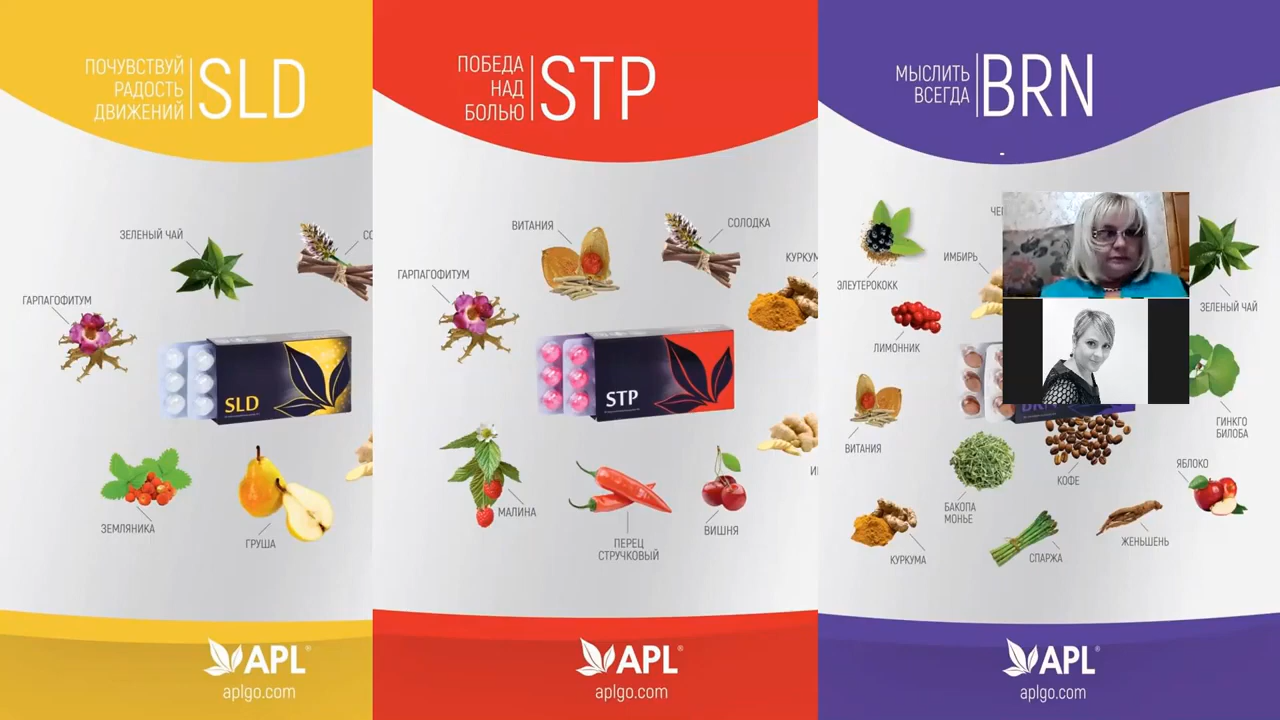 ПОЧУВСТВУЙ
РАДОСТЬ
ДВИЖЕНИЙ
SLD
ЗЕЛЕНЫЙ ЧАЙ
ГАРПАГОФИТУМ
SLD
ЗЕМЛЯНИКА
ГРУША
APL
aplgo.com
ПОБЕДА
НАД
БОЛЬЮ
STP
ВИТАНИЯ
СОЛОДКА
ГАРПАГОФИТУМ
КУРКУМ
STP
МАЛИНА
ПЕРЕЦ
СТРУЧКОВЫЙ
ВИШНЯ
APL
aplgo.com
МЫСЛИТЬ
ВСЕГДА
BRN
ЭЛЕУТЕРОКОКК
ИМБИРЬ
ЗЕЛЕНЫЙ ЧАЙ
ЛИМОННИК
BRN
ВИТАНИЯ
ГИНКГО
БИЛОБА
КОФЕ
ЯБЛОКО
БАКОПА
МОНЬЕ
КУРКУМА
СПАРЖА
ЖЕНЬШЕНЬ
APL
aplgo.com